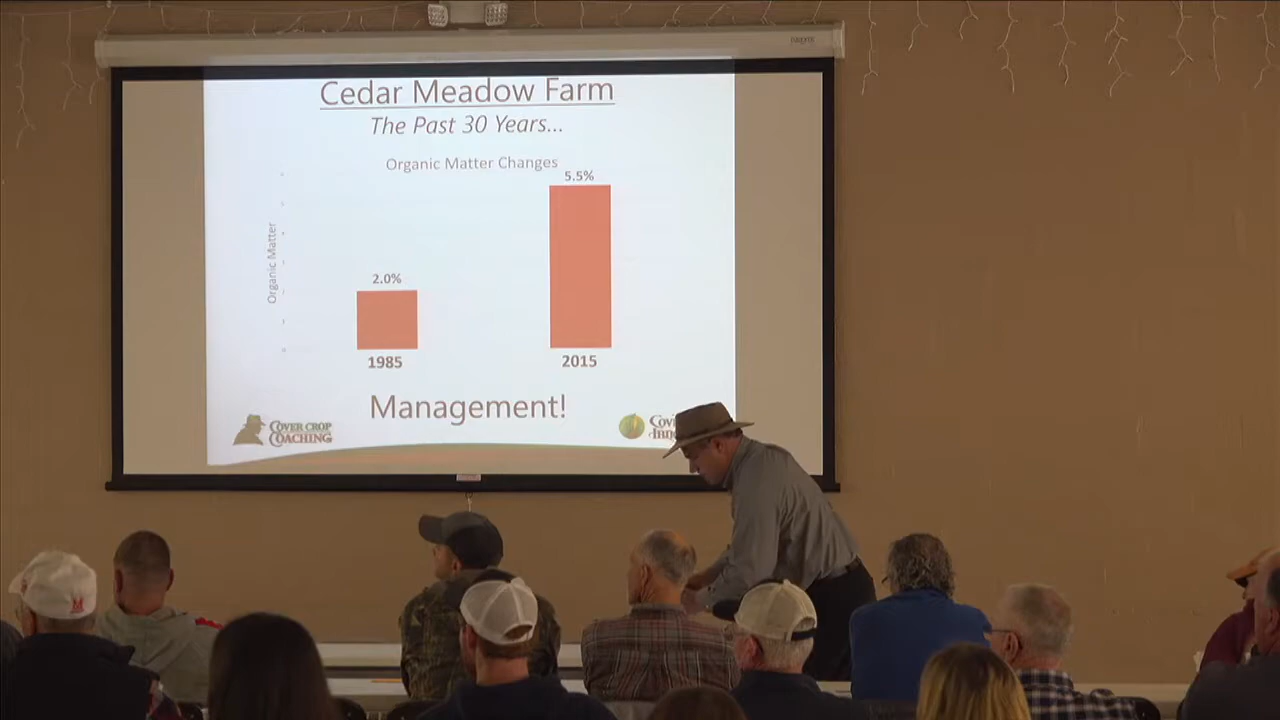 Cedar Meadow Farm
The Past 30 Years...
Organic Matter Changes
5.5%
2.0%
Organic Matter
1985
2015
Management!
COVER CROP
COACHING